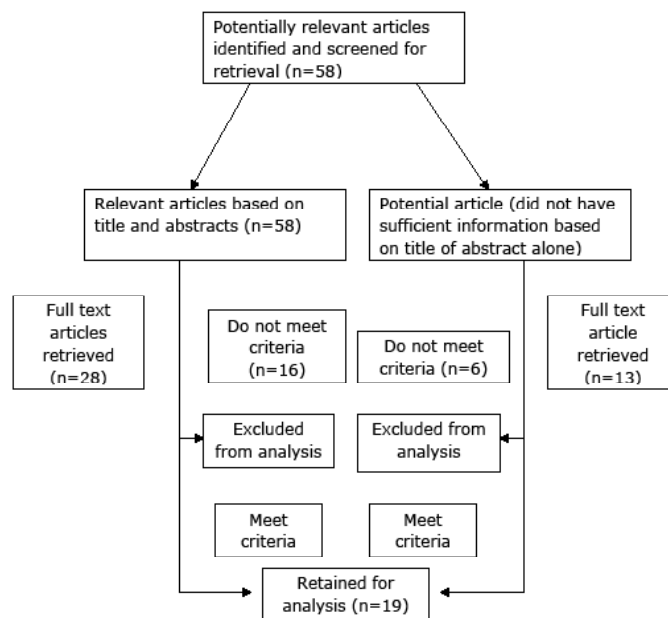 Potentially relevant articles
identified and screened for
retrieval (n=58)
Relevant articles based on
title and abstracts (n=58)
Potential article (did not have
sufficient information based
on title of abstract alone)
Full text
articles
retrieved
(n=28)
Do not meet
criteria
(n=16)
Do not meet
criteria (n=6)
Full text
article
retrieved
(n=13)
Excluded
from analysis
Excluded from
analysis
Meet
criteria
Meet
criteria
Retained for
analysis (n=19)